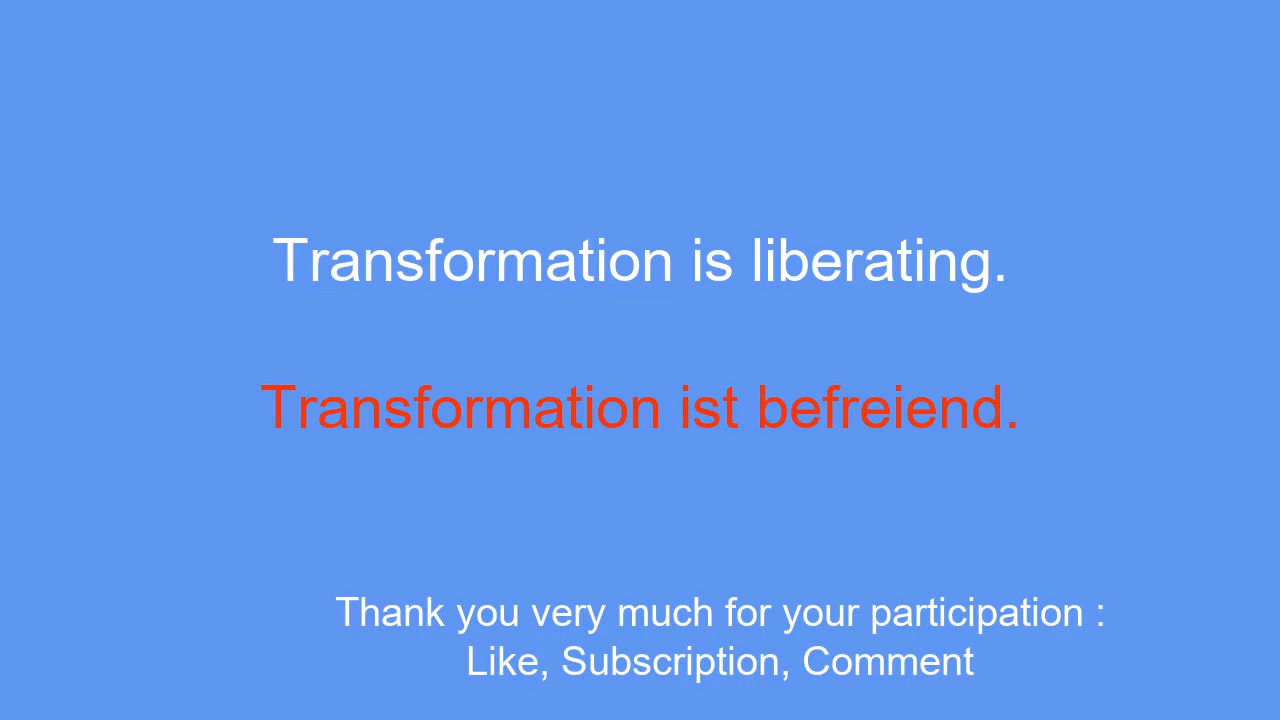 Transformation is liberating.
Transformation ist befreiend.
Thank you very much for your participation :
Like, Subscription, Comment